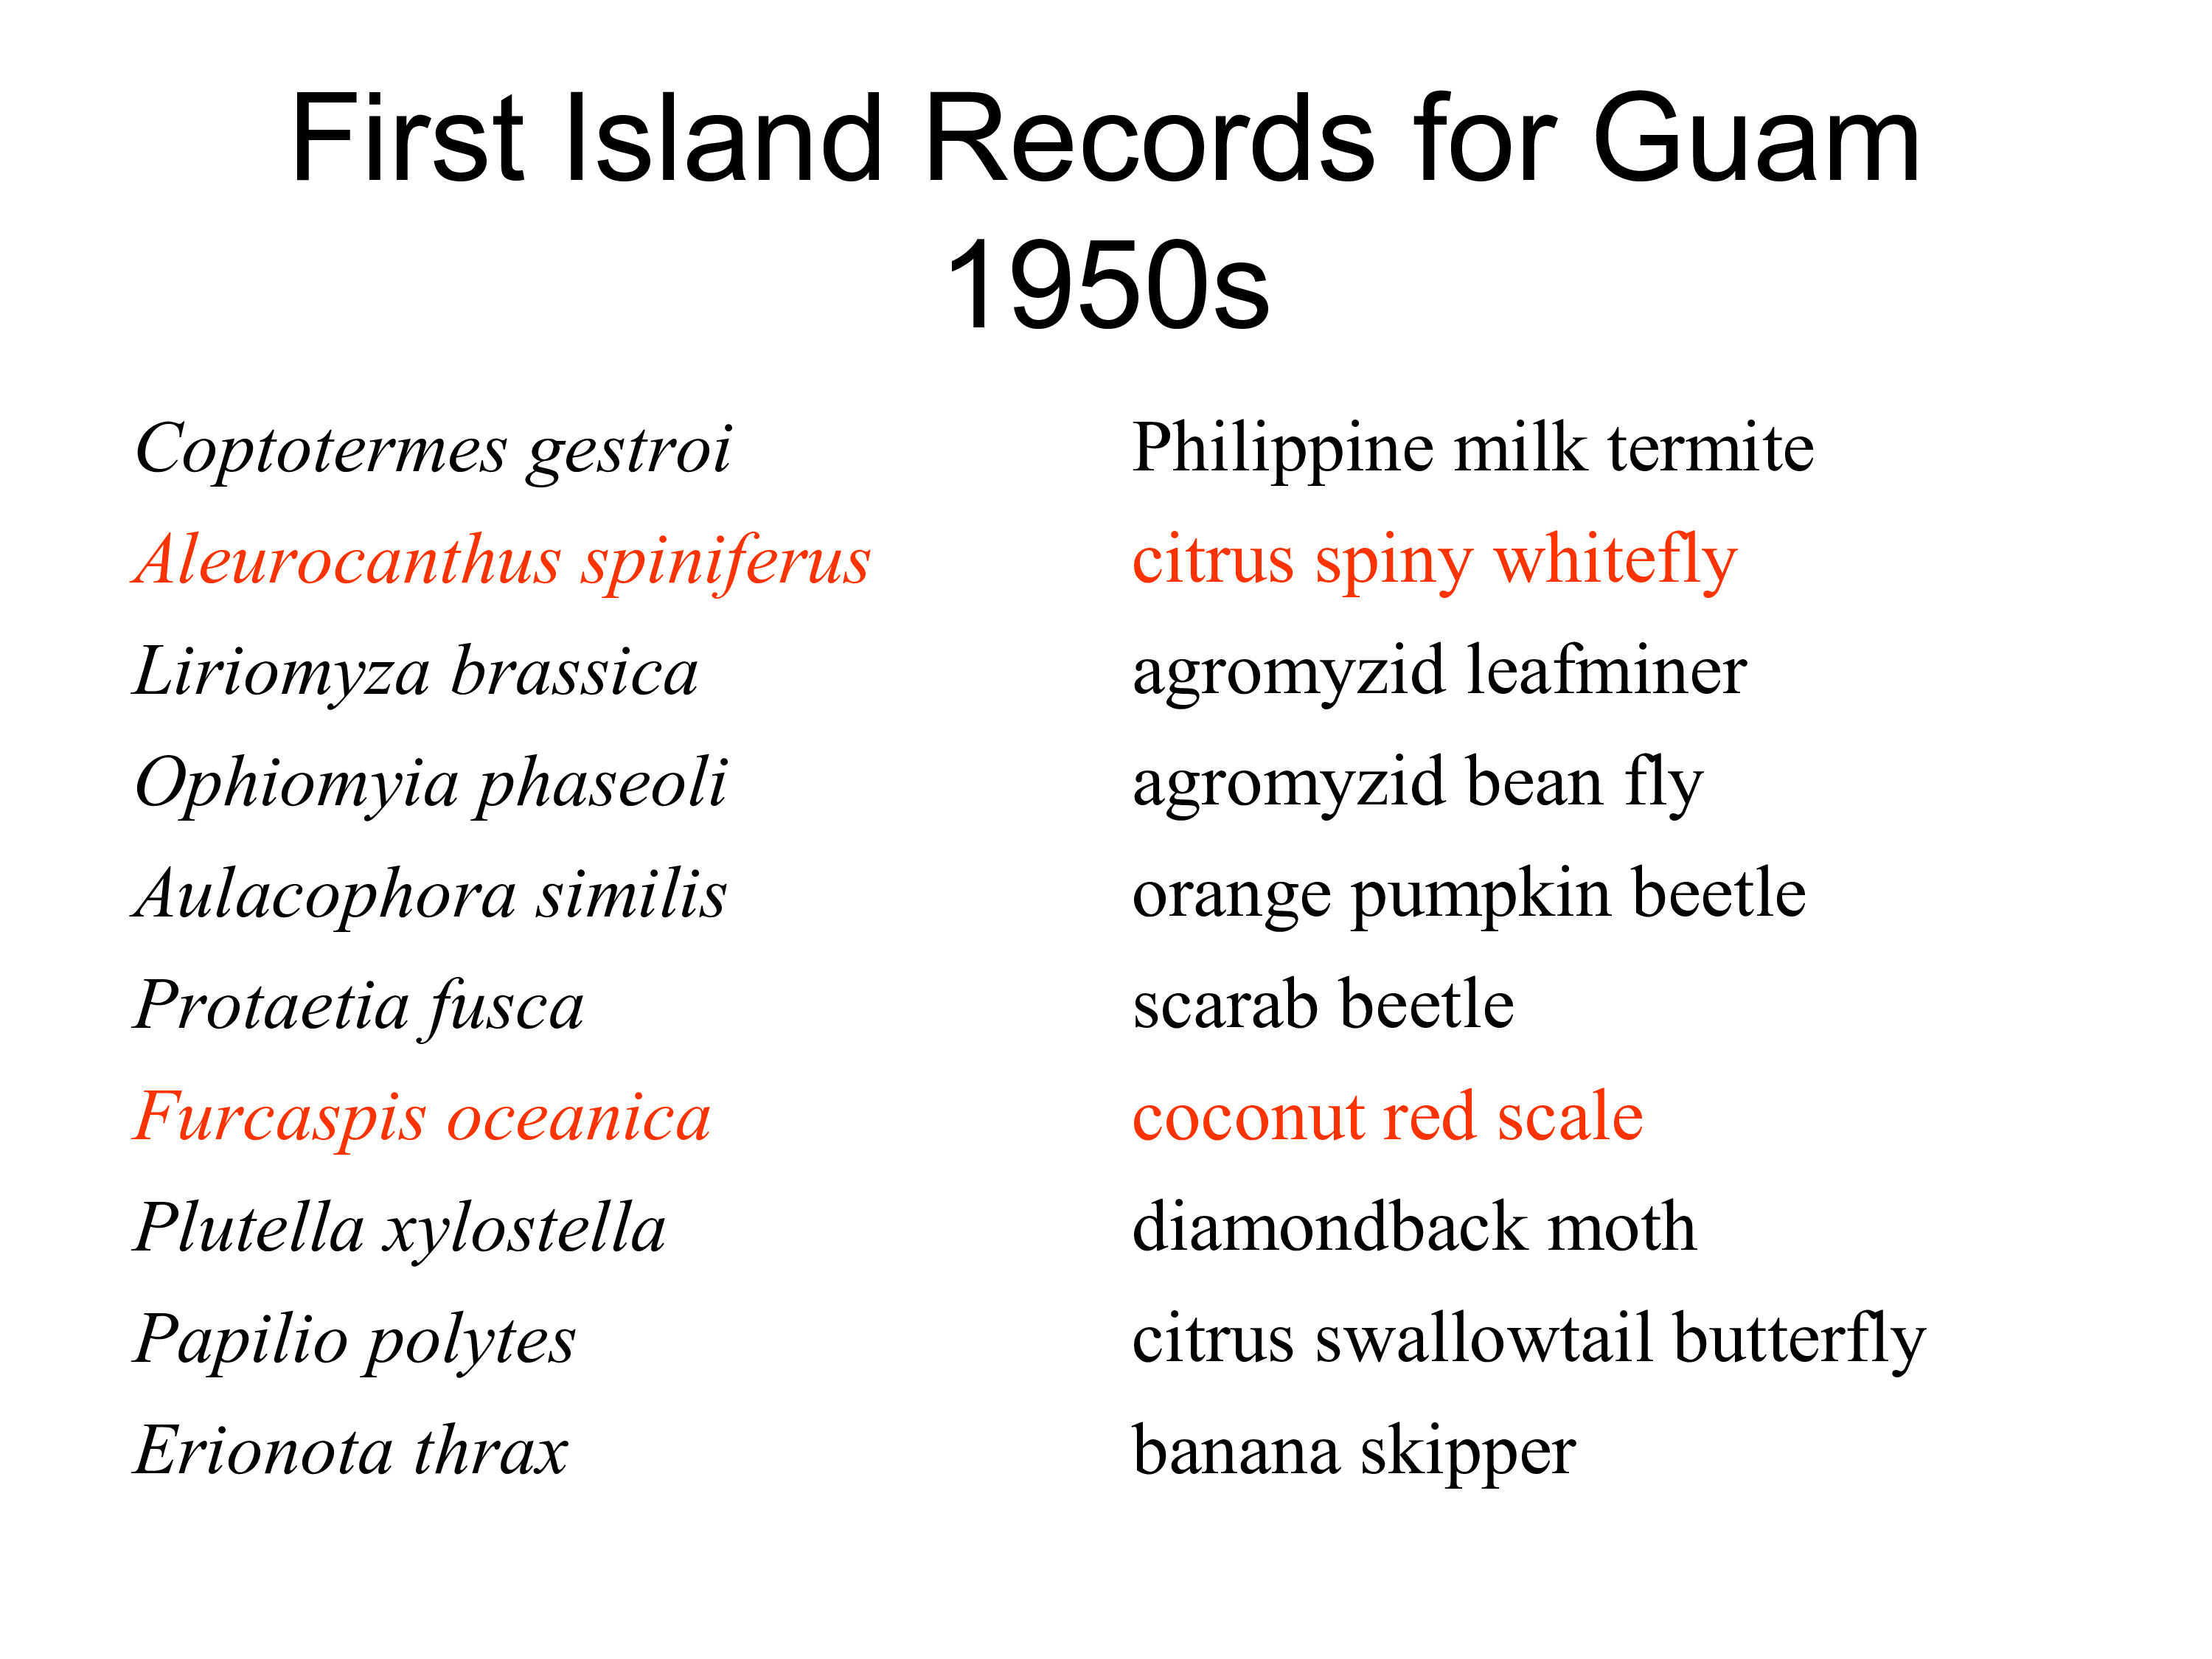 First Island Records for Guam
1950s
Coptotermes gestroi Philippine milk termite
Aleurocanthus spiniferus citrus spiny whitefly
Liriomyza brassica agromyzid leafminer
Ophiomyia phaseoli agromyzid bean fly
Aulacophora similis orange pumpkin beetle
Protaetia fusca scarab beetle
Furcaspis oceanica coconut red scale
Plutella xylostella diamondback moth
Papilio polytes citrus swallowtail butterfly
Erionota thrax banana skipper